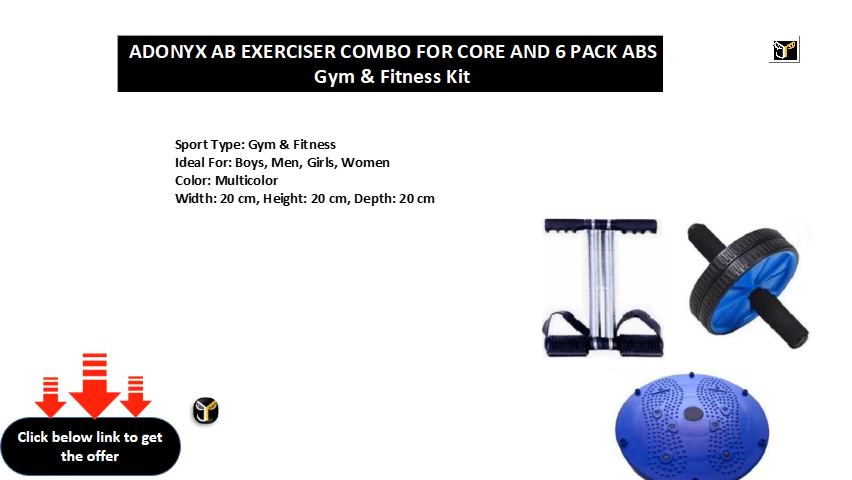 ADONYX AB EXERCISER COMBO FOR CORE AND 6 PACK ABS
Gym & Fitness Kit
Sport Type: Gym & Fitness
Ideal For: Boys, Men, Girls, Women
Color: Multicolor
Width: 20 cm, Height: 20 cm, Depth: 20 cm
Click below link to get
the offer